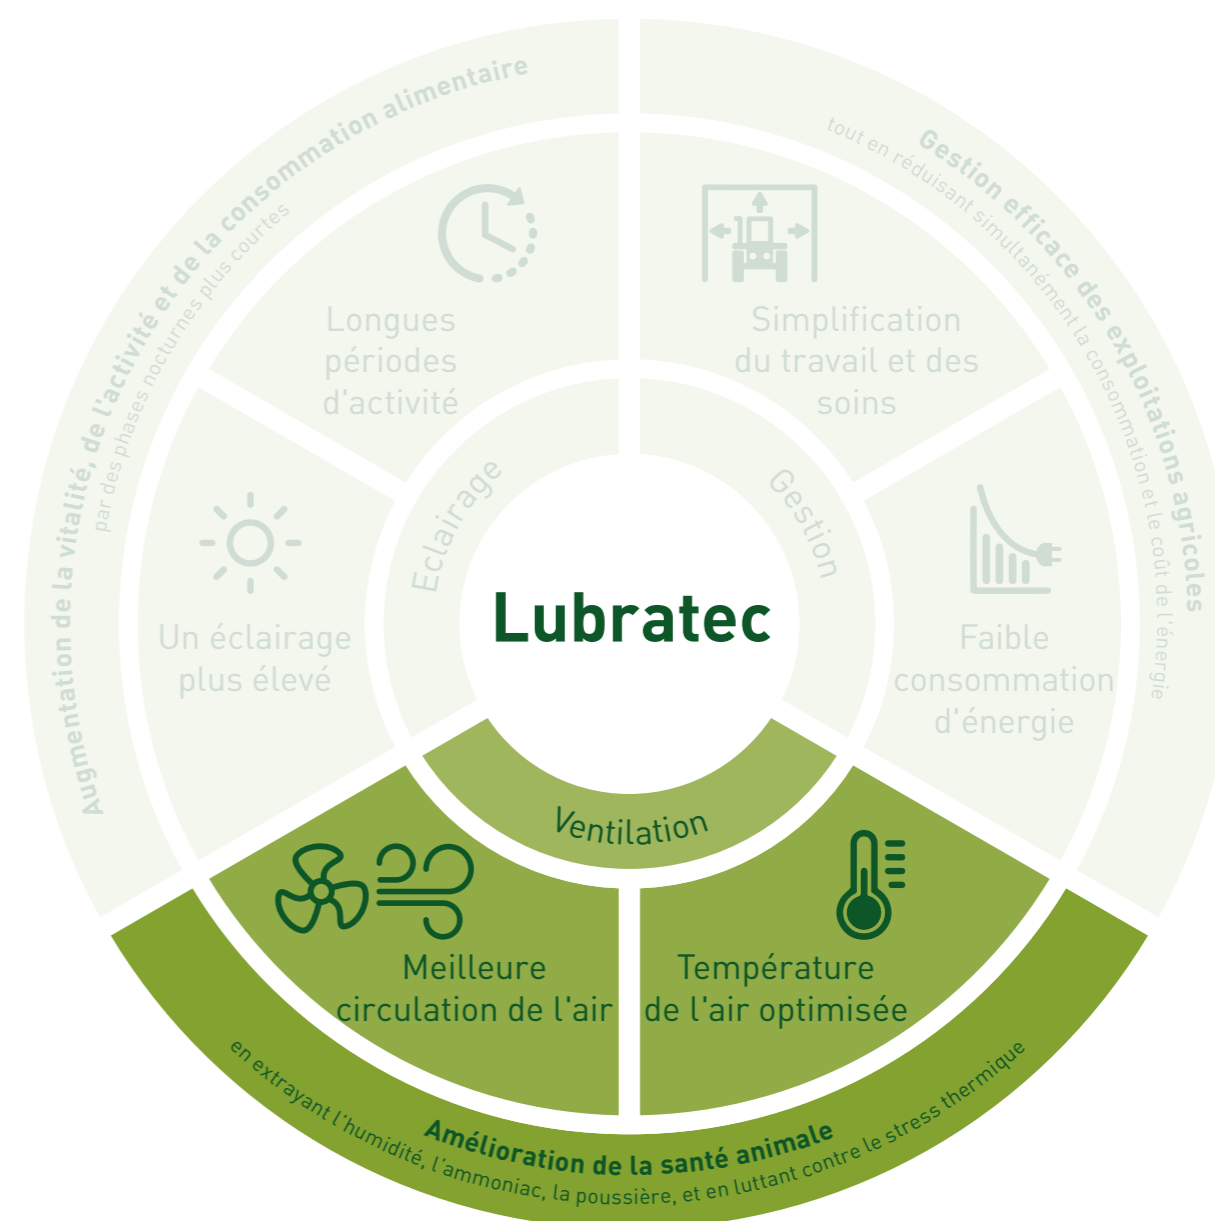 Augmentation de la vitalité, de l'activité et de la consommation alimentaire
par des phases nocturnes plus courtes
Gestion efficace des exploitations agricoles
tout en réduisant simultanément la consommation et le coût de l'énergie
Longues
périodes
d'activité
Simplification
du travail et des
soins
Eclairage
Gestion
Un éclairage
plus élevé
Lubratec
Faible
consommation
d'énergie
Ventilation
Meilleure
circulation de l'air
Température
de l'air optimisée
Amélioration de la santé animale
en extrayant l'humidité, l'ammoniac, la poussière, et en luttant contre le stress thermique